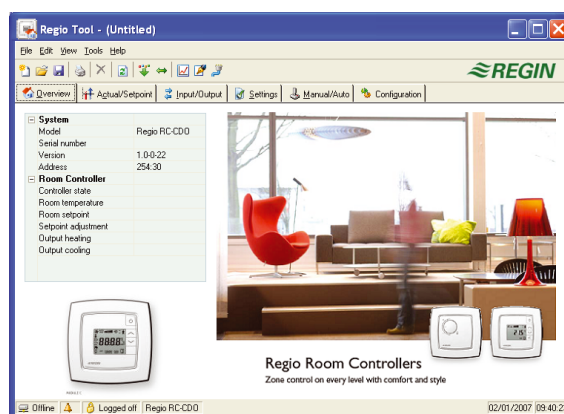 Regio Tool - (Untitled)
File Edit View Tools Help
REGIN
Overview Actual/Setpoint Input/Output Settings Manual/Auto Configuration
System
Model Regio RC-CDO
Serial number
Version 1.0-0-22
Address 254:30
Room Controller
Controller state
Room temperature
Room setpoint
Setpoint adjustment
Output heating
Output cooling
Regio Room Controllers
Zone control on every level with comfort and style
Offline Logged off Regio RC-CDO 02/01/2007 09:40:2